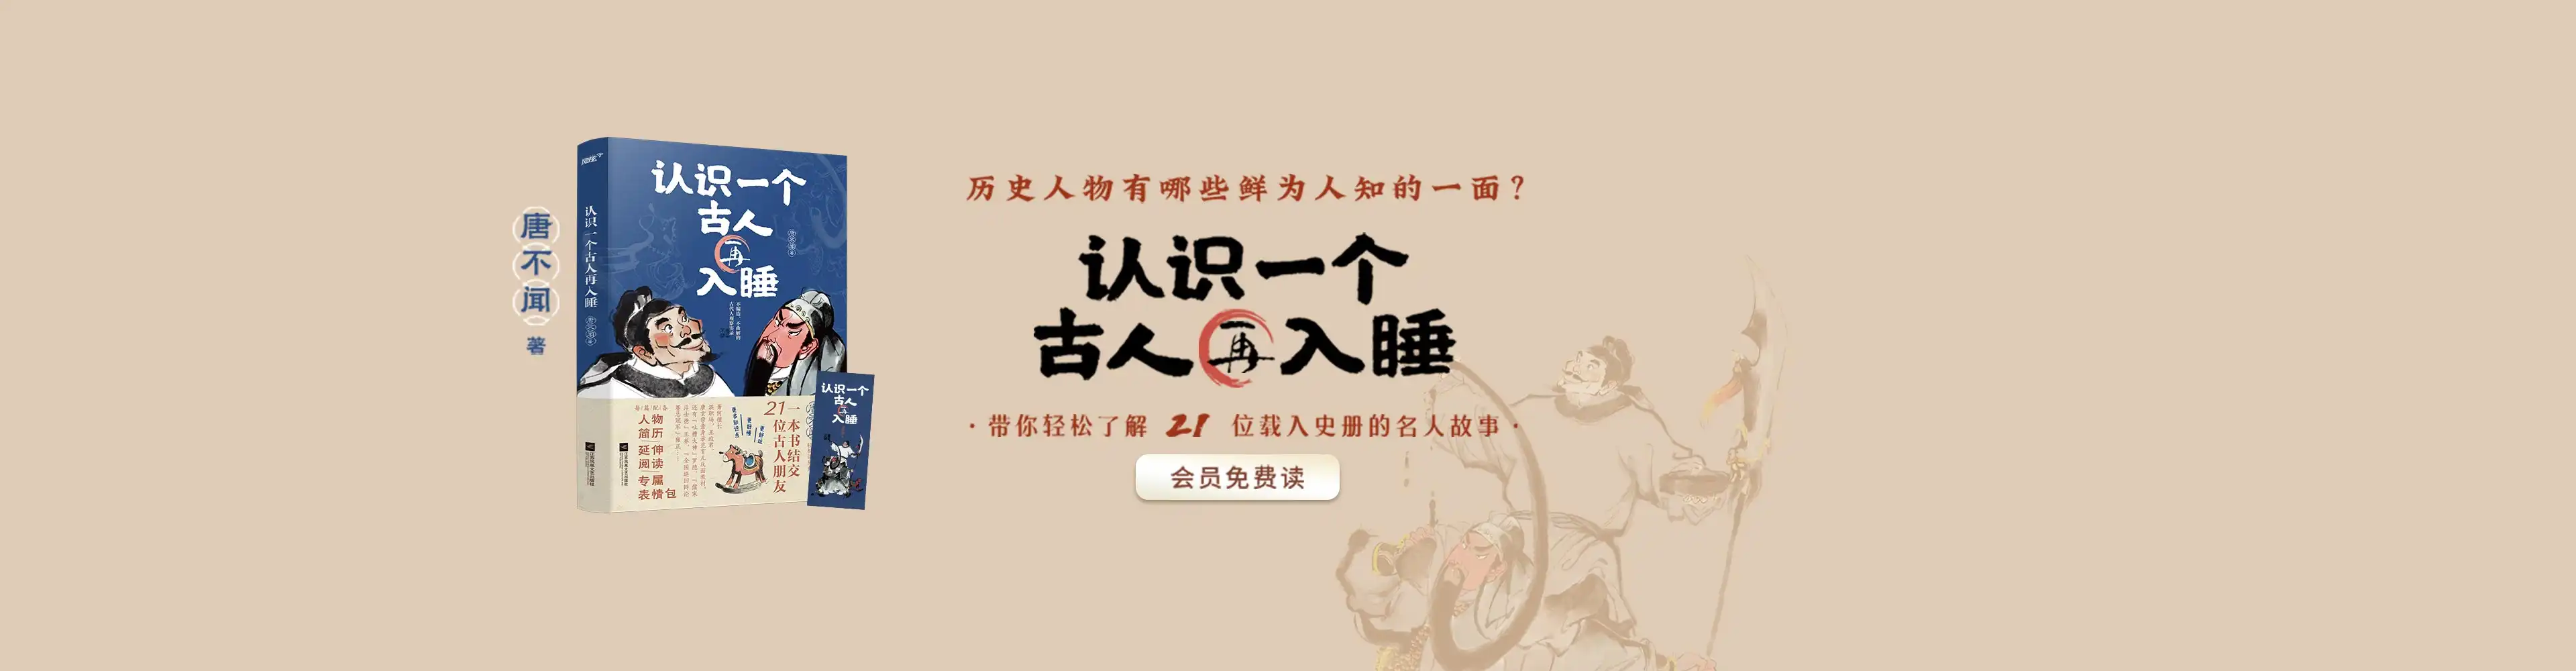 唐不闻 著
认识一个古人再入睡
认识一个
古人
再
入睡
一本书结交
21位古人朋友
人物
简历
延伸
阅读
专属
表情包
认识一个
古人
再
入睡
历史人物有哪些鲜为人知的一面?
认识一个
古人再入睡
·带你轻松了解 21 位载入史册的名人故事·
会员免费读